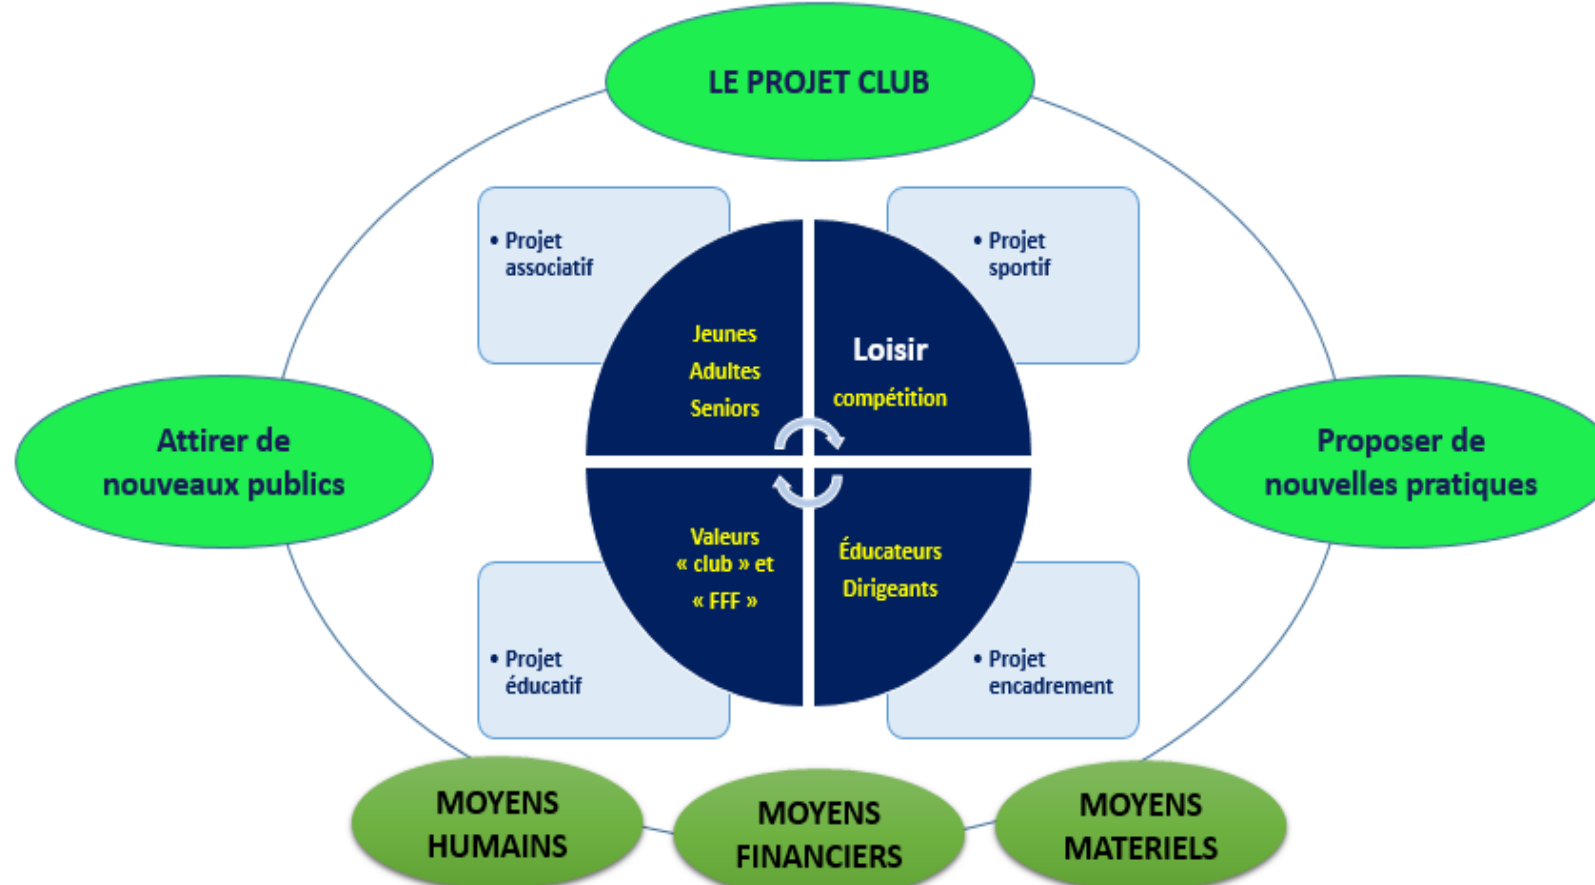 LE PROJET CLUB
• Projet
associatif
• Projet
sportif
Jeunes
Adultes
Seniors
Loisir
compétition
Attirer de
nouveaux publics
Proposer de
nouvelles pratiques
Valeurs
« club » et
« FFF »
Éducateurs
Dirigeants
• Projet
éducatif
• Projet
encadrement
MOYENS
HUMAINS
MOYENS
FINANCIERS
MOYENS
MATERIELS